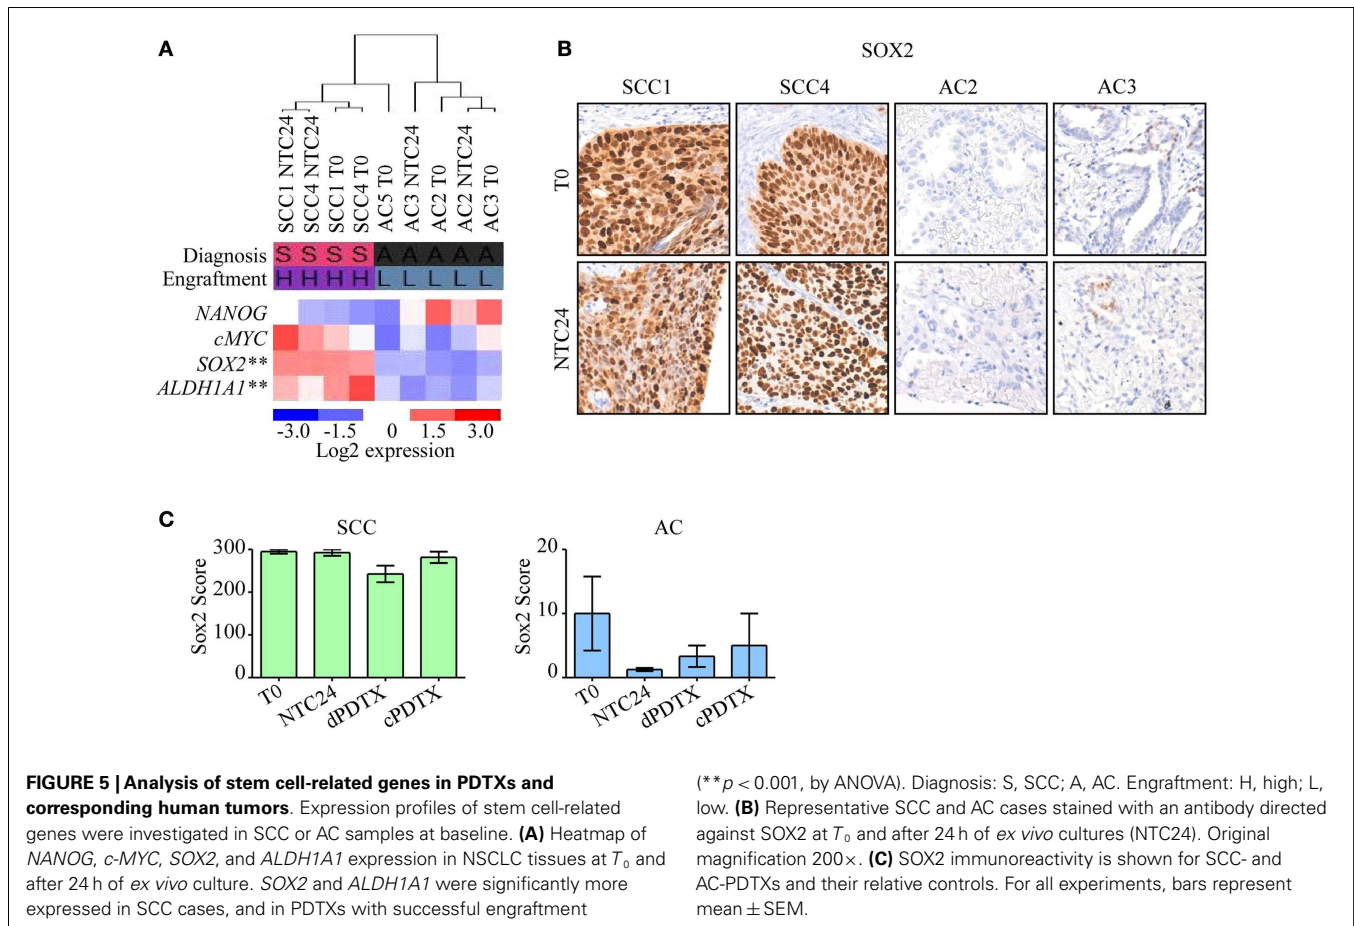 A
SCC1 NTC24
SCC4 NTC24
SCC1 T0
SCC4 T0
AC5 T0
AC3 NTC24
AC2 T0
AC2 NTC24
AC3 T0
Diagnosis S S S S A A A A A
Engraftment H H H H L L L L L
NANOG
cMYC
SOX2**
ALDH1A1**
-3.0 -1.5 0 1.5 3.0
Log2 expression
B
SOX2
SCC1 SCC4 AC2 AC3
T0
NTC24
C
SCC
Sox2 Score
300
200
100
0
T0 NTC24 dPDTX cPDTX
AC
Sox2 Score
20
10
0
T0 NTC24 dPDTX cPDTX
FIGURE 5 | Analysis of stem cell-related genes in PDTXs and
corresponding human tumors. Expression profiles of stem cell-related
genes were investigated in SCC or AC samples at baseline. (A) Heatmap of
NANOG, c-MYC, SOX2, and ALDH1A1 expression in NSCLC tissues at T0 and
after 24 h of ex vivo culture. SOX2 and ALDH1A1 were significantly more
expressed in SCC cases, and in PDTXs with successful engraftment
(**p < 0.001, by ANOVA). Diagnosis: S, SCC; A, AC. Engraftment: H, high; L,
low. (B) Representative SCC and AC cases stained with an antibody directed
against SOX2 at T0 and after 24 h of ex vivo cultures (NTC24). Original
magnification 200×. (C) SOX2 immunoreactivity is shown for SCC- and
AC-PDTXs and their relative controls. For all experiments, bars represent
mean ± SEM.